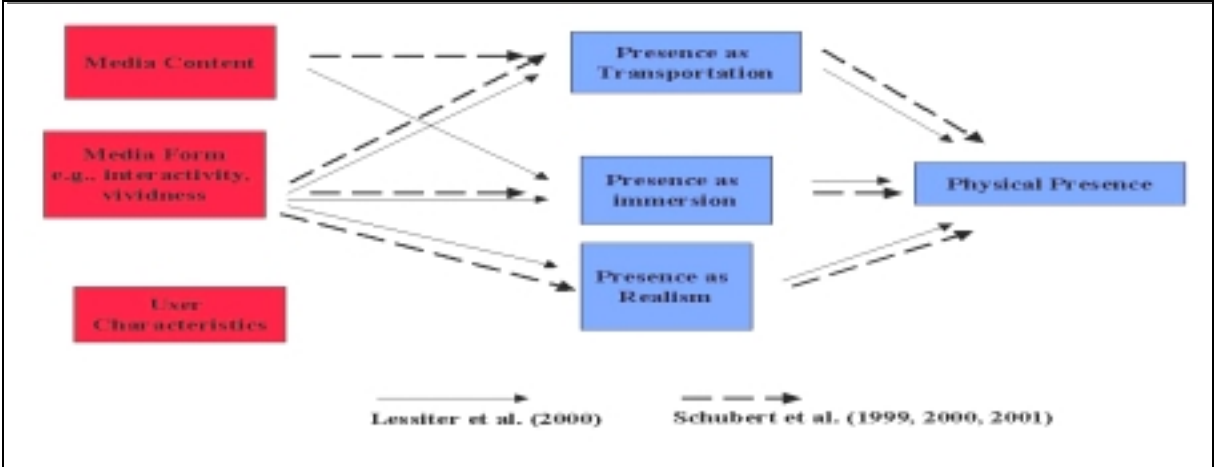 Media Content
Presence as
Transportation
Media Form
e.g., interactivity,
vividness
Presence as
immersion
Physical Presence
Presence as
Realism
User
Characteristics
Lessiter et al. (2000)
Schubert et al. (1999, 2000, 2001)